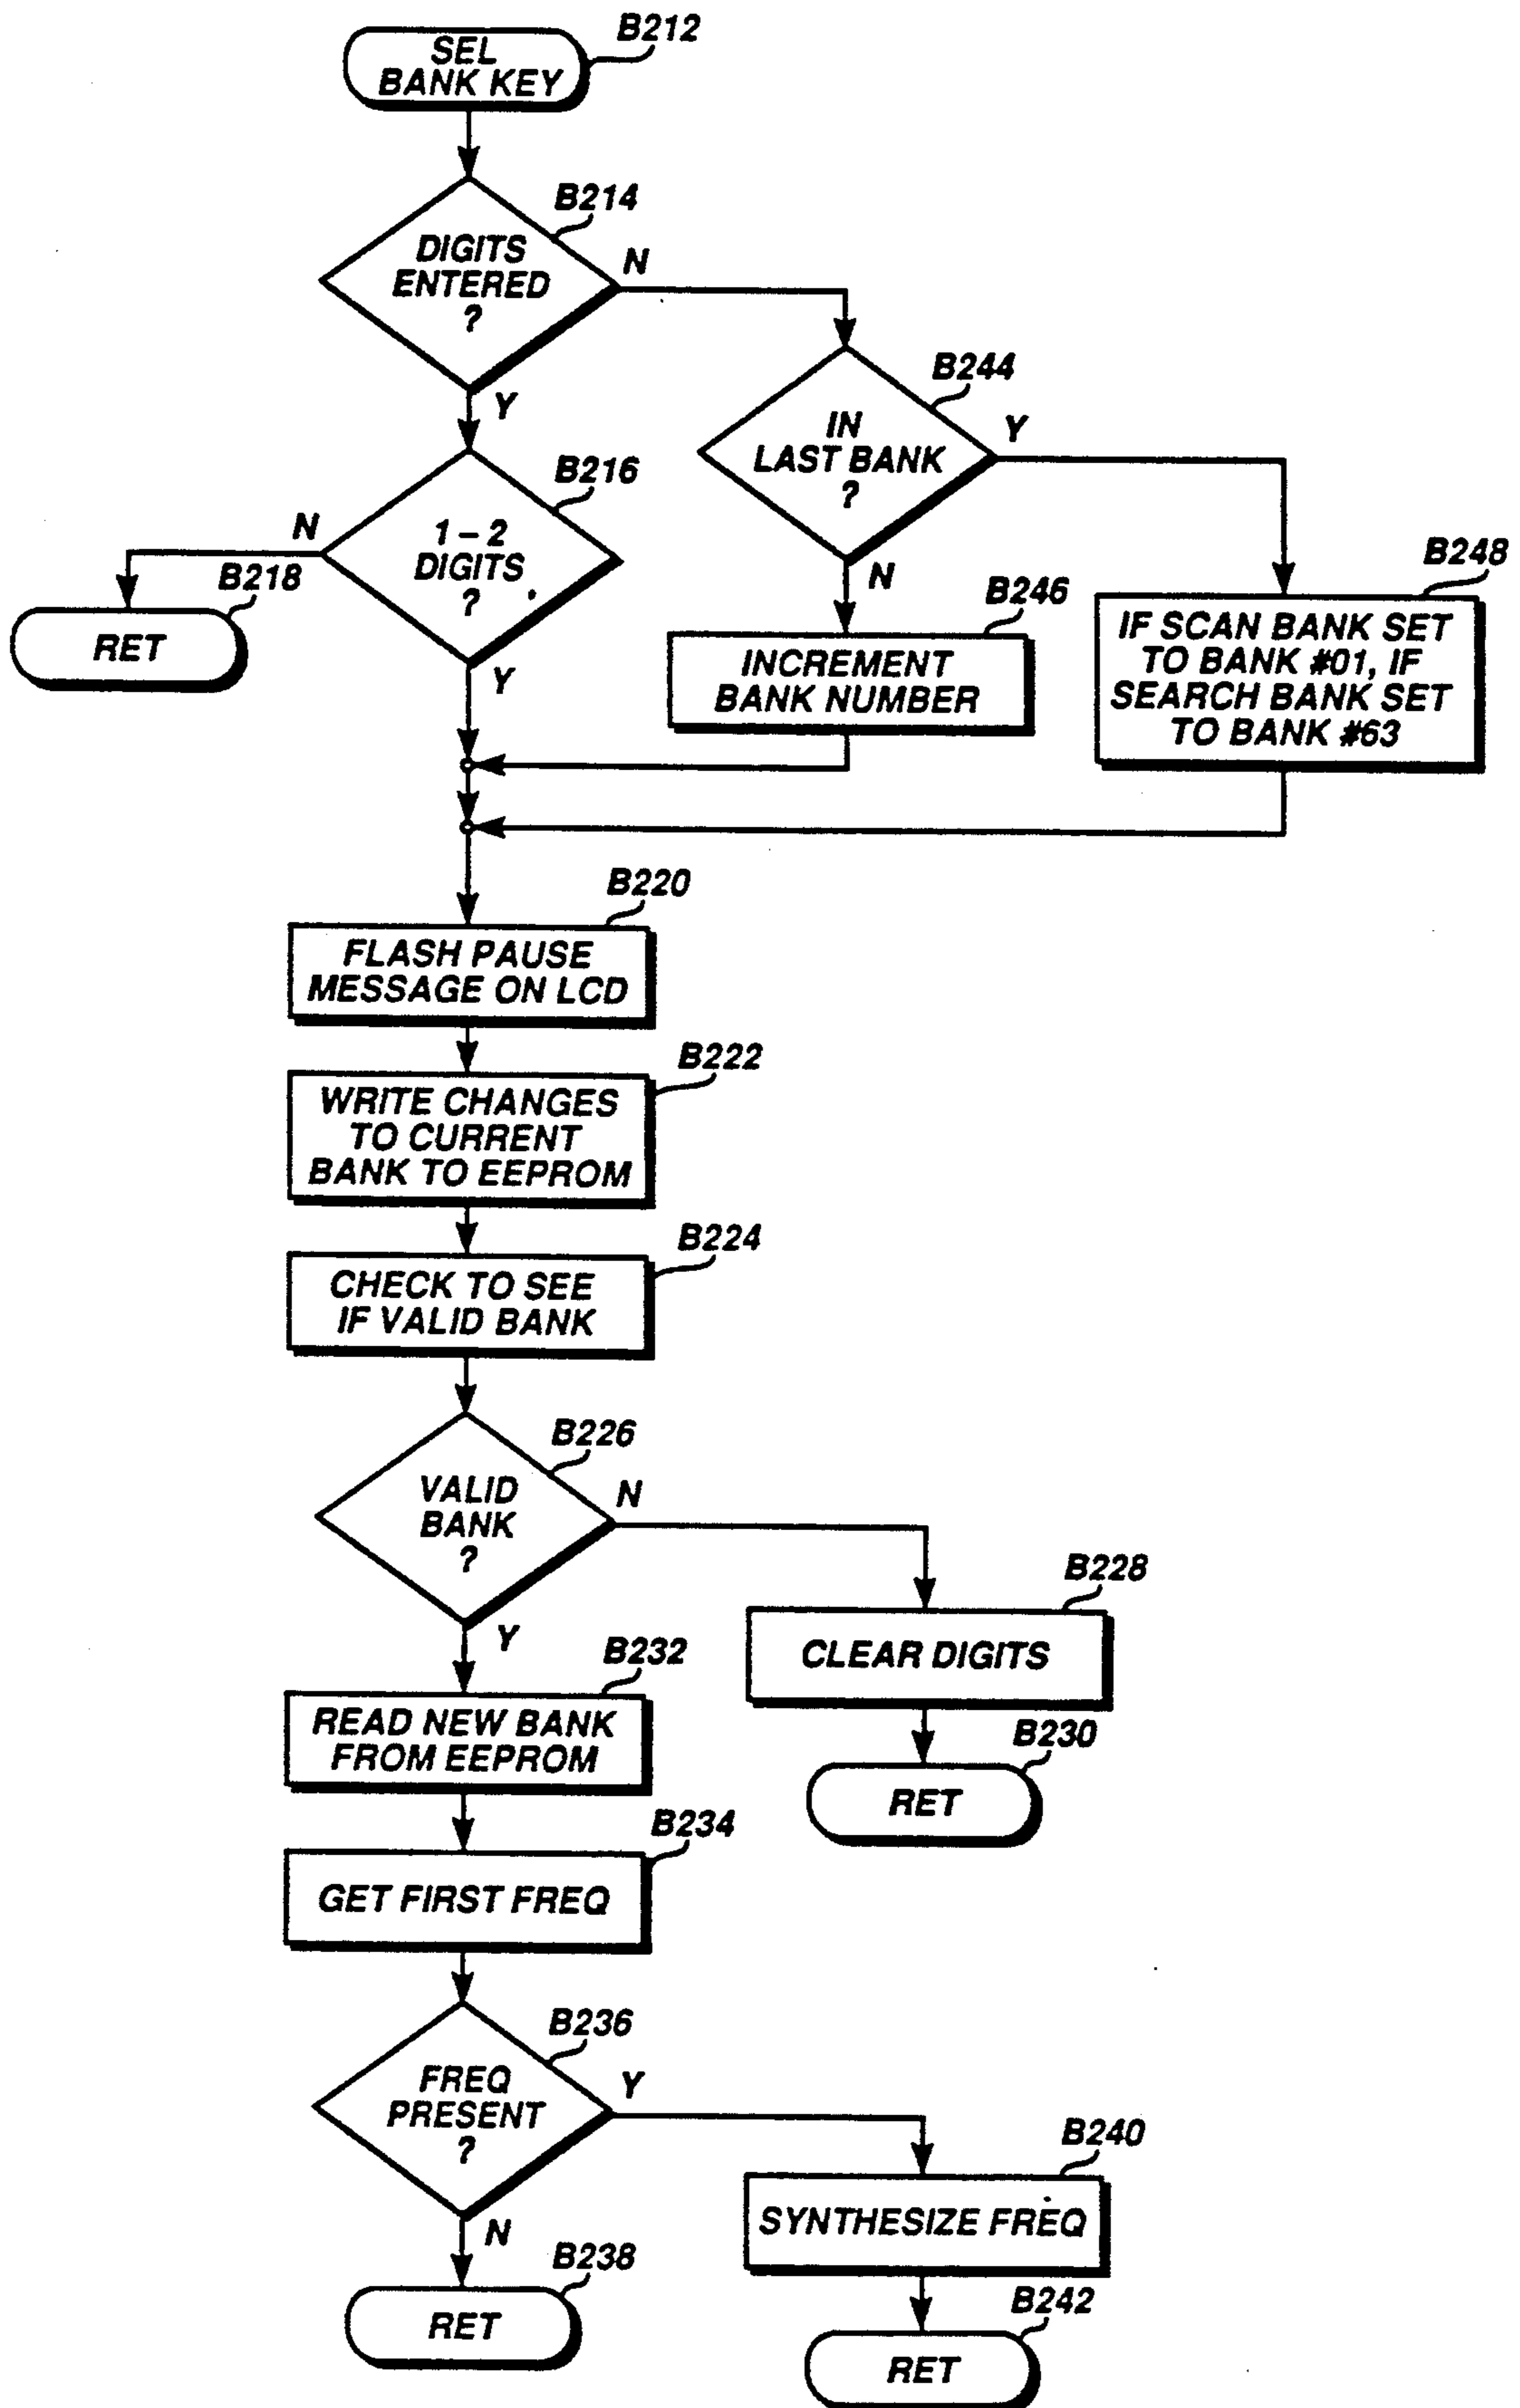 SEL
BANK KEY
B212
DIGITS
ENTERED
?
B214
N
Y
IN
LAST BANK
?
B244
Y
N
1 – 2
DIGITS
?
B216
N
Y
RET
B218
INCREMENT
BANK NUMBER
B246
IF SCAN BANK SET
TO BANK #01, IF
SEARCH BANK SET
TO BANK #63
B248
FLASH PAUSE
MESSAGE ON LCD
B220
WRITE CHANGES
TO CURRENT
BANK TO EEPROM
B222
CHECK TO SEE
IF VALID BANK
B224
VALID
BANK
?
B226
N
Y
CLEAR DIGITS
B228
RET
B230
READ NEW BANK
FROM EEPROM
B232
GET FIRST FREQ
B234
FREQ
PRESENT
?
B236
Y
N
SYNTHESIZE FREQ
B240
RET
B238
RET
B242